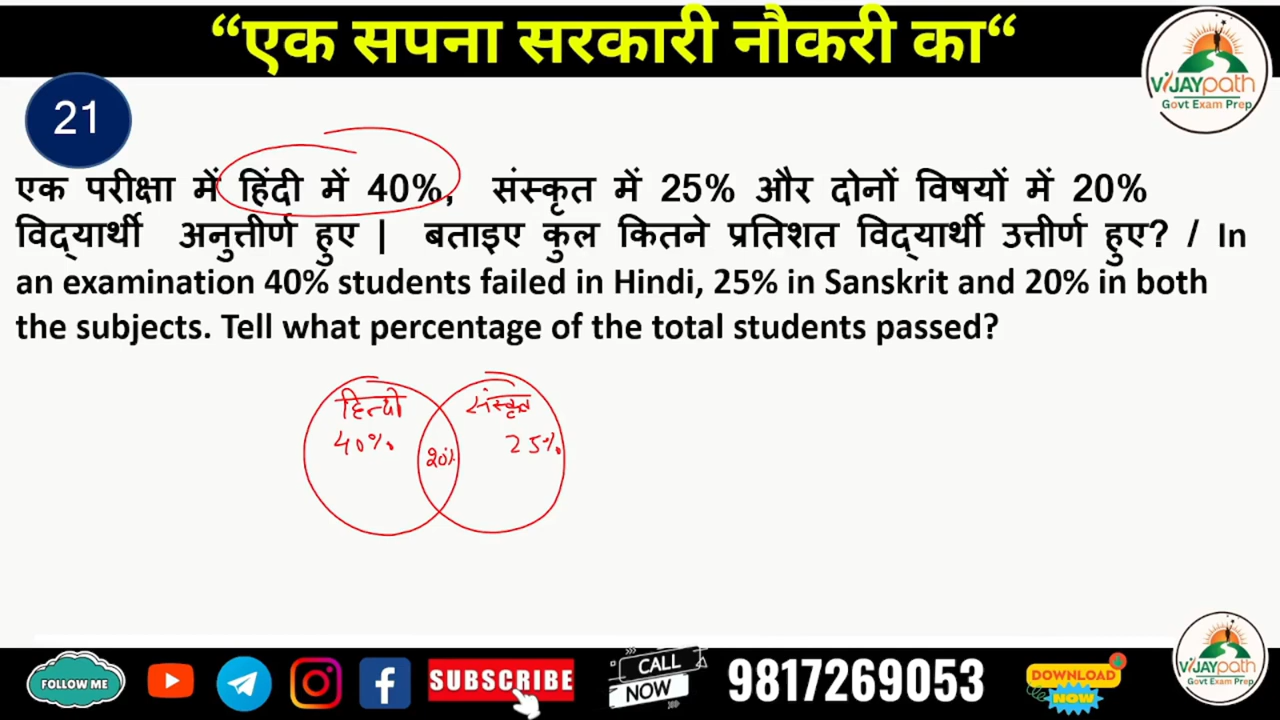 “एक सपना सरकारी नौकरी का“
VIJAYpath
Govt Exam Prep
21
एक परीक्षा में हिंदी में 40%, संस्कृत में 25% और दोनों विषयों में 20%
विद्यार्थी अनुत्तीर्ण हुए | बताइए कुल कितने प्रतिशत विद्यार्थी उत्तीर्ण हुए? / In
an examination 40% students failed in Hindi, 25% in Sanskrit and 20% in both
the subjects. Tell what percentage of the total students passed?
हिन्दी संस्कृत
40% 20% 25%
FOLLOW ME
SUBSCRIBE
CALL
NOW
9817269053
DOWNLOAD
NOW
VIJAYpath
Govt Exam Prep